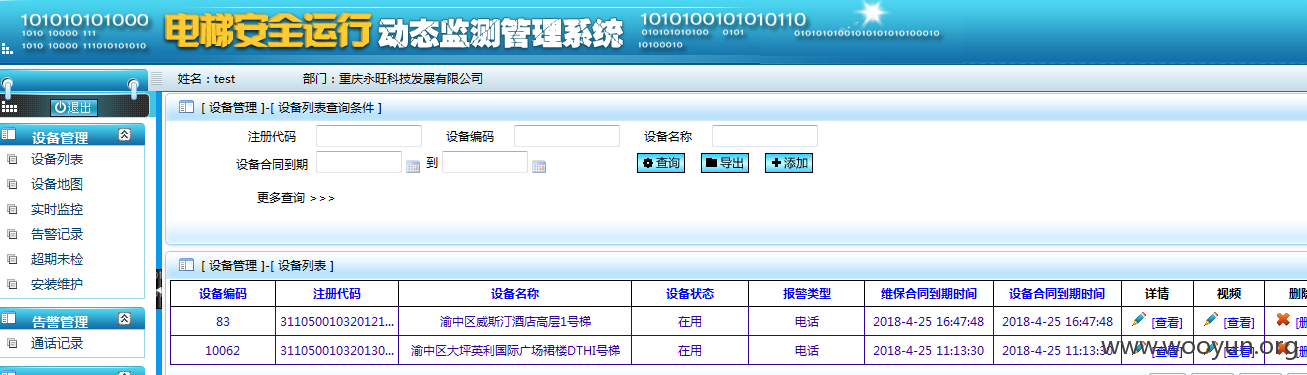 101010101000
1010 10000 111
1010 10000 111010101010
电梯安全运行动态监测管理系统
1010100101010110
010101010100 0101
10100010
010101010010101010101000010
姓名：test 部门：重庆永旺科技发展有限公司
退出
设备管理
设备列表
设备地图
实时监控
告警记录
超期未检
安装维护
告警管理
通话记录
[ 设备管理 ]-[ 设备列表查询条件 ]
注册代码 设备编码 设备名称
设备合同到期 到 查询 导出 添加
更多查询 >>>
[ 设备管理 ]-[ 设备列表 ]
设备编码 注册代码 设备名称 设备状态 报警类型 维保合同到期时间 设备合同到期时间 详情 视频 删除
83 311050010320121... 渝中区威斯汀酒店高层1号梯 在用 电话 2018-4-25 16:47:48 2018-4-25 16:47:48 [查看] [查看] [删
10062 311050010320130... 渝中区大坪英利国际广场裙楼DTHI号梯 在用 电话 2018-4-25 11:13:30 2018-4-25 11:13:30 [查看] [查看] [删
www.wooyun.org